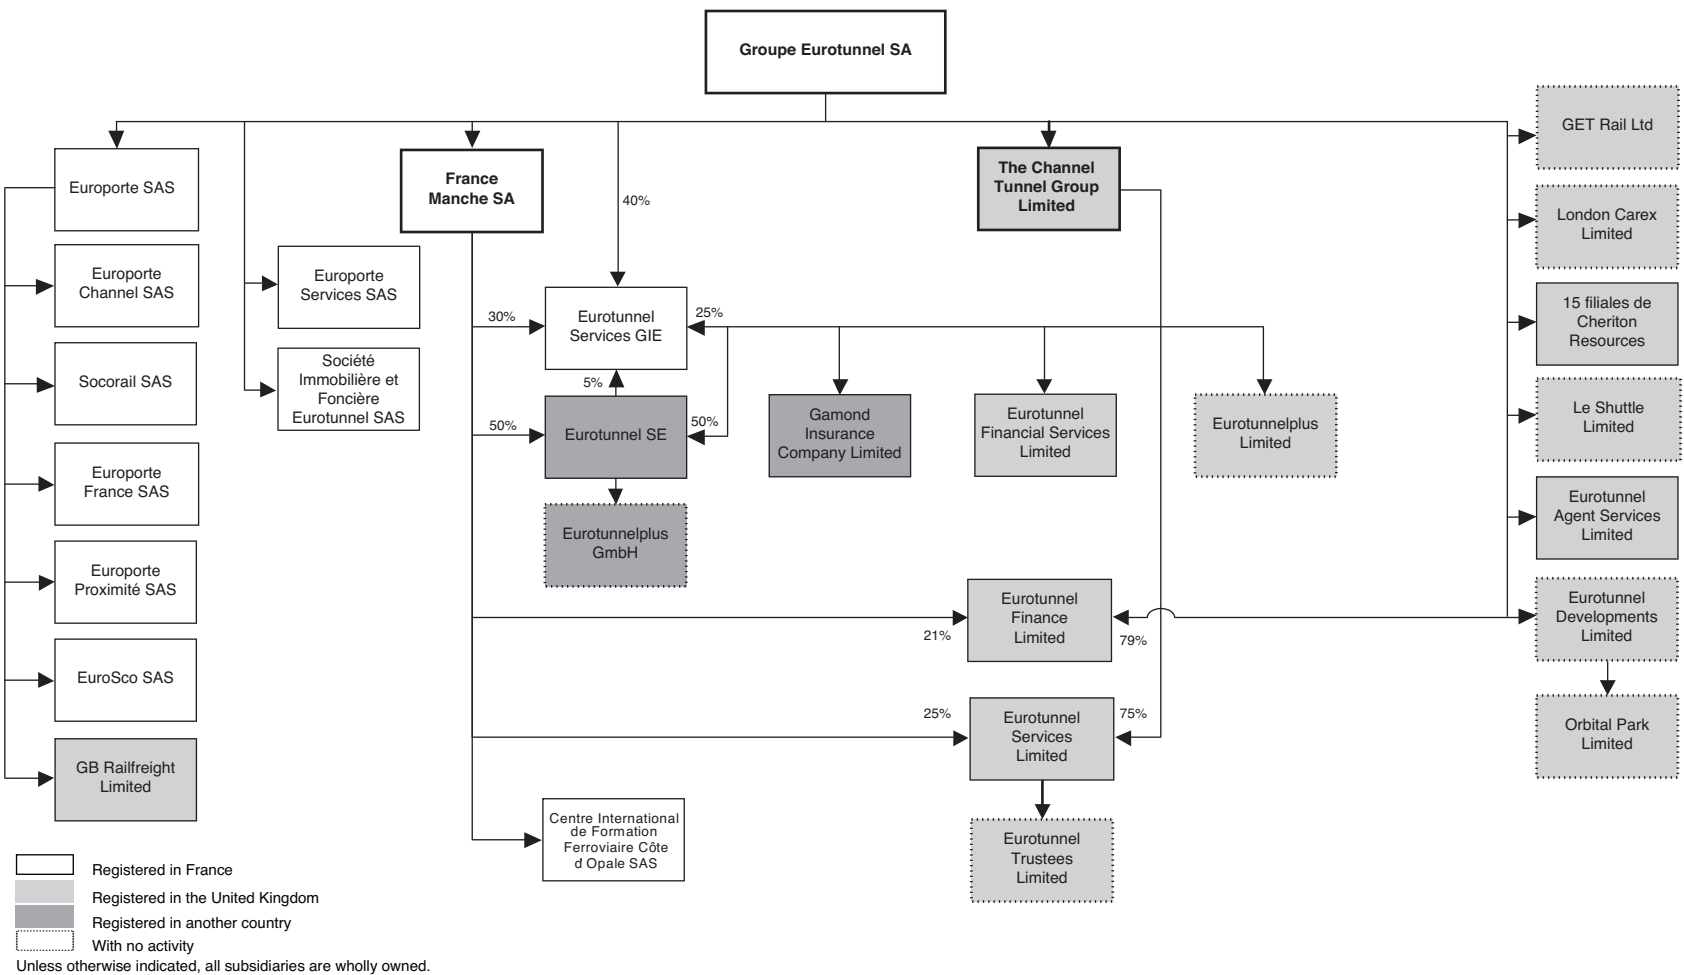 Groupe Eurotunnel SA
Europorte SAS
France
Manche SA
40%
The Channel
Tunnel Group
Limited
GET Rail Ltd
London Carex
Limited
Europorte
Channel SAS
Europorte
Services SAS
30%
Eurotunnel
Services GIE
25%
15 filiales de
Cheriton
Resources
Socorail SAS
Société
Immobilière et
Foncière
Eurotunnel SAS
5%
50%
Eurotunnel SE
50%
Gamond
Insurance
Company Limited
Eurotunnel
Financial Services
Limited
Eurotunnelplus
Limited
Le Shuttle
Limited
Europorte
France SAS
Eurotunnelplus
GmbH
Eurotunnel
Agent Services
Limited
Europorte
Proximité SAS
Eurotunnel
Finance
Limited
21%
79%
Eurotunnel
Developments
Limited
EuroSco SAS
25%
Eurotunnel
Services
Limited
75%
Orbital Park
Limited
GB Railfreight
Limited
Centre International
de Formation
Ferroviaire Côte
d Opale SAS
Eurotunnel
Trustees
Limited
Registered in France
Registered in the United Kingdom
Registered in another country
With no activity
Unless otherwise indicated, all subsidiaries are wholly owned.